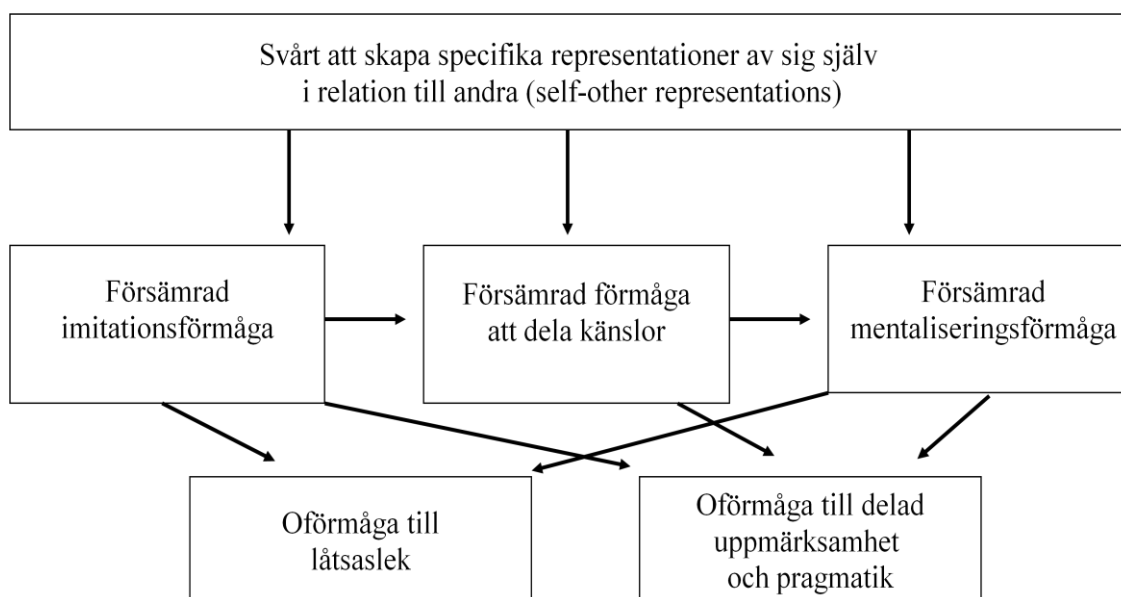 Svårt att skapa specifika representationer av sig själv
i relation till andra (self-other representations)
Försämrad
imitationsförmåga
Försämrad förmåga
att dela känslor
Försämrad
mentaliseringsförmåga
Oförmåga till
låtsaslek
Oförmåga till delad
uppmärksamhet
och pragmatik